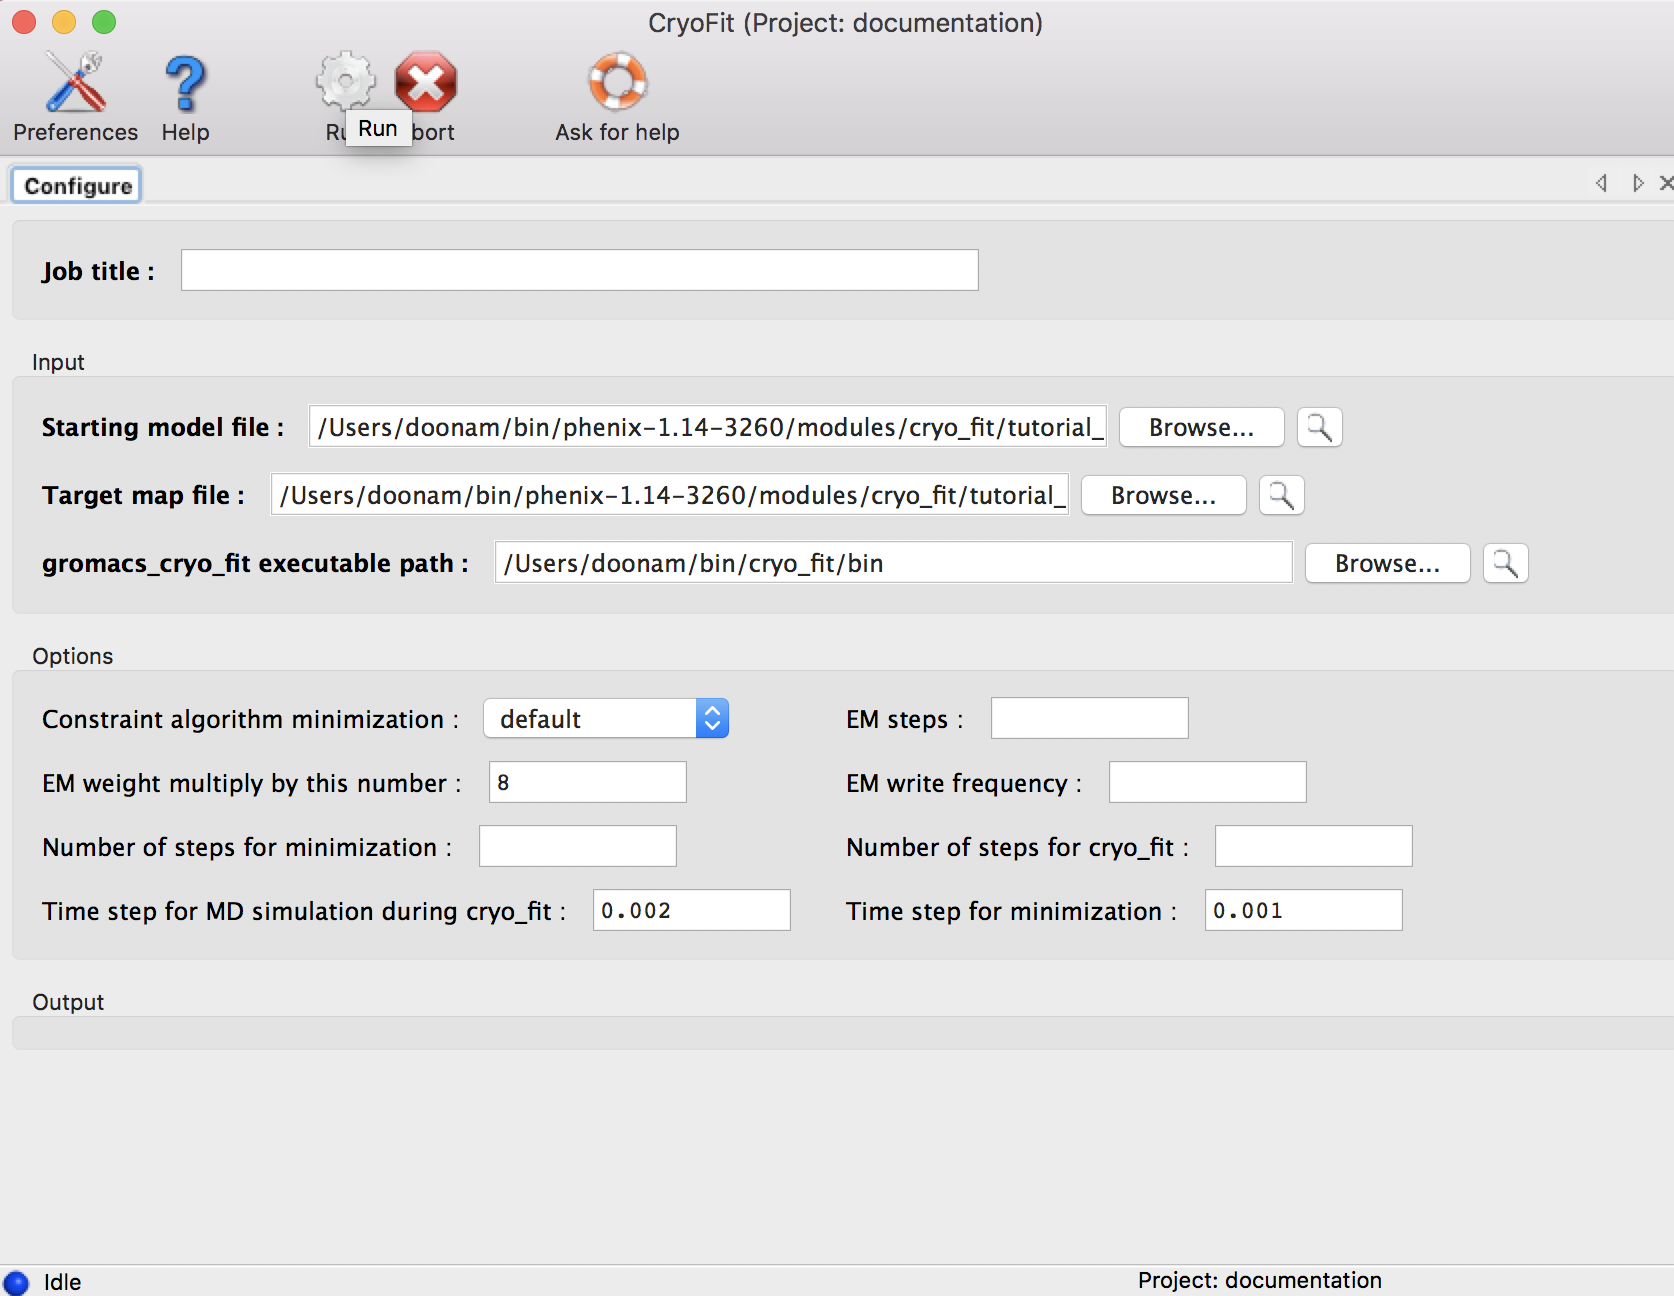 CryoFit (Project: documentation)
Preferences Help Ru Run bort Ask for help
Configure
Job title :
Input
Starting model file : /Users/doonam/bin/phenix-1.14-3260/modules/cryo_fit/tutorial_ Browse...
Target map file : /Users/doonam/bin/phenix-1.14-3260/modules/cryo_fit/tutorial_ Browse...
gromacs_cryo_fit executable path : /Users/doonam/bin/cryo_fit/bin Browse...
Options
Constraint algorithm minimization : default EM steps :
EM weight multiply by this number : 8 EM write frequency :
Number of steps for minimization : Number of steps for cryo_fit :
Time step for MD simulation during cryo_fit : 0.002 Time step for minimization : 0.001
Output
Idle Project: documentation